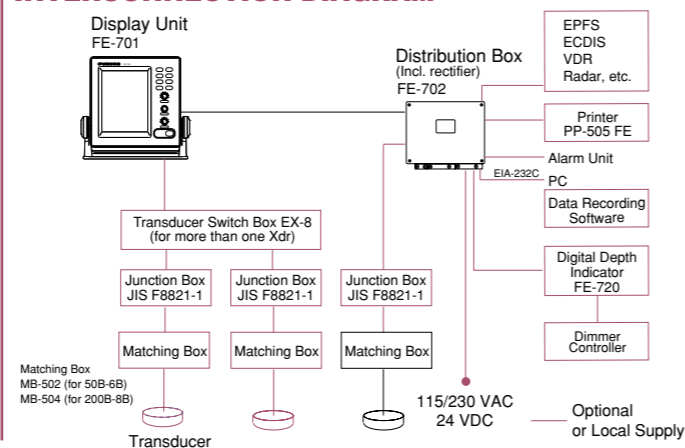 INTERCONNECTION DIAGRAM
Display Unit
FE-701
FURUNO
Distribution Box
(Incl. rectifier)
FE-702
EPFS
ECDIS
VDR
Radar, etc.
Printer
PP-505 FE
Alarm Unit
EIA-232C
PC
Data Recording
Software
Transducer Switch Box EX-8
(for more than one Xdr)
Digital Depth
Indicator
FE-720
Junction Box
JIS F8821-1
Junction Box
JIS F8821-1
Junction Box
JIS F8821-1
Dimmer
Controller
Matching Box
Matching Box
Matching Box
Matching Box
MB-502 (for 50B-6B)
MB-504 (for 200B-8B)
Transducer
115/230 VAC
24 VDC
Optional
or Local Supply